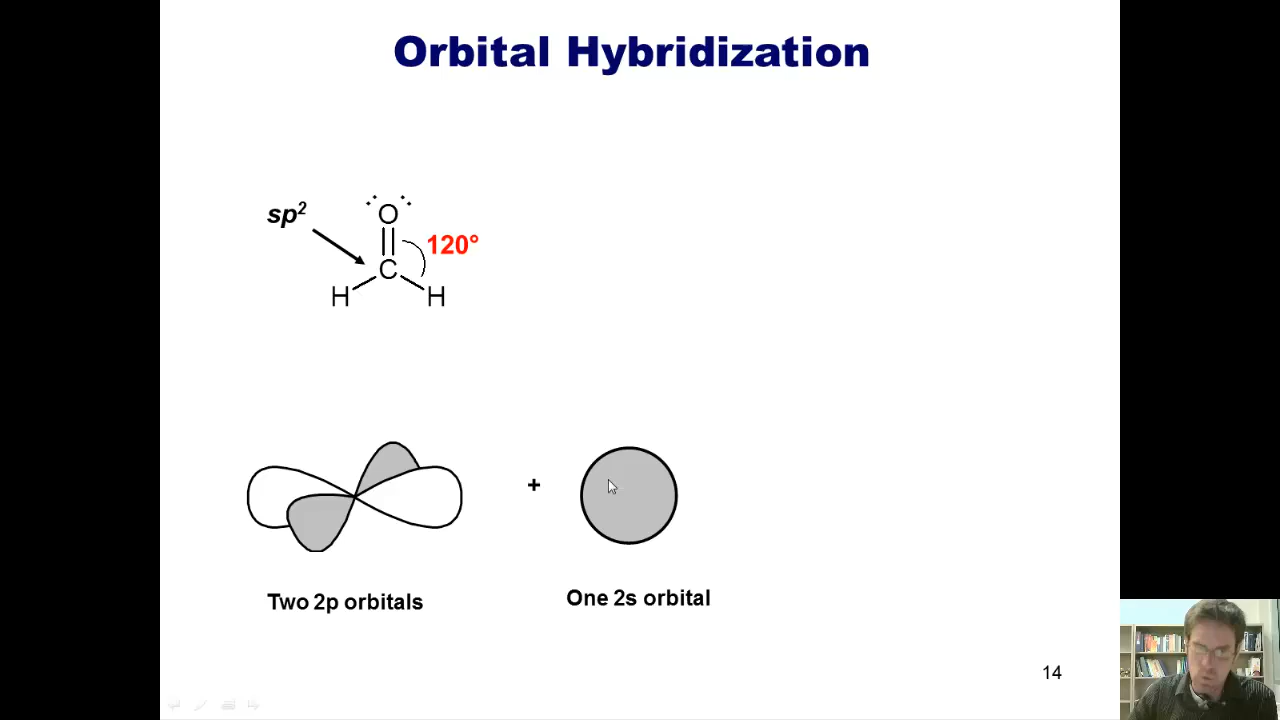 Orbital Hybridization
sp²
O
120°
C
H H
+
Two 2p orbitals
One 2s orbital
14